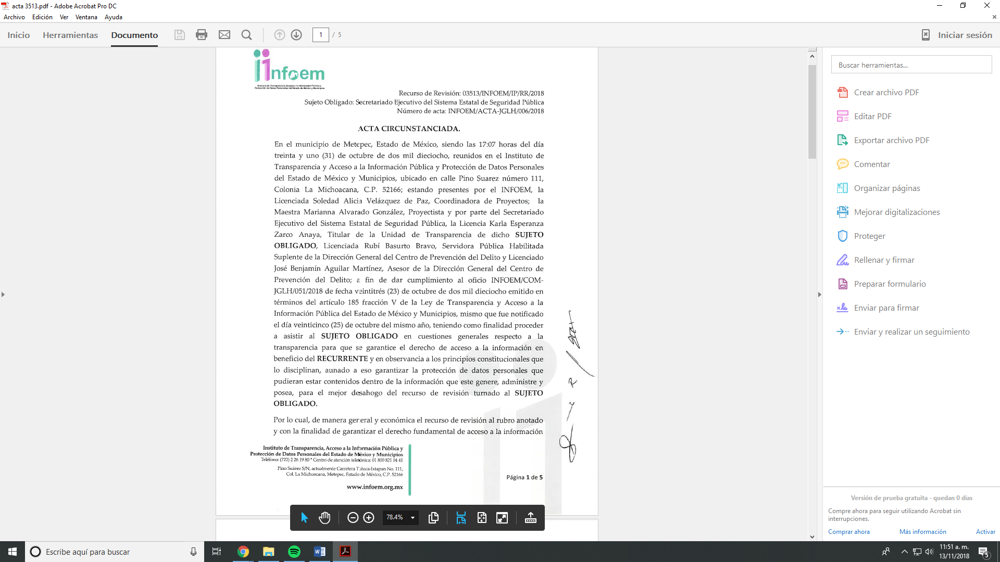 acta 3513.pdf - Adobe Acrobat Pro DC
Archivo Edición Ver Ventana Ayuda
Inicio Herramientas Documento 1 / 5 Iniciar sesión
infoem
Instituto de Transparencia, Acceso a la Información Pública y
Protección de Datos Personales del Estado de México y Municipios
Recurso de Revisión: 03513/INFOEM/IP/RR/2018
Sujeto Obligado: Secretariado Ejecutivo del Sistema Estatal de Seguridad Pública
Número de acta: INFOEM/ACTA-JGLH/006/2018
ACTA CIRCUNSTANCIADA.
En el municipio de Metepec, Estado de México, siendo las 17:07 horas del día
treinta y uno (31) de octubre de dos mil dieciocho, reunidos en el Instituto de
Transparencia y Acceso a la Información Pública y Protección de Datos Personales
del Estado de México y Municipios, ubicado en calle Pino Suarez número 111,
Colonia La Michoacana, C.P. 52166; estando presentes por el INFOEM, la
Licenciada Soledad Alicia Velázquez de Paz, Coordinadora de Proyectos; la
Maestra Marianna Alvarado González, Proyectista y por parte del Secretariado
Ejecutivo del Sistema Estatal de Seguridad Pública, la Licencia Karla Esperanza
Zarco Anaya, Titular de la Unidad de Transparencia de dicho SUJETO
OBLIGADO, Licenciada Rubí Basurto Bravo, Servidora Pública Habilitada
Suplente de la Dirección General del Centro de Prevención del Delito y Licenciado
José Benjamín Aguilar Martínez, Asesor de la Dirección General del Centro de
Prevención del Delito; a fin de dar cumplimiento al oficio INFOEM/COM-
JGLH/051/2018 de fecha veintitrés (23) de octubre de dos mil dieciocho emitido en
términos del artículo 185 fracción V de la Ley de Transparencia y Acceso a la
Información Pública del Estado de México y Municipios, mismo que fue notificado
el día veinticinco (25) de octubre del mismo año, teniendo como finalidad proceder
a asistir al SUJETO OBLIGADO en cuestiones generales respecto a la
transparencia para que se garantice el derecho de acceso a la información en
beneficio del RECURRENTE y en observancia a los principios constitucionales que
lo disciplinan, aunado a eso garantizar la protección de datos personales que
pudieran estar contenidos dentro de la información que este genere, administre y
posea, para el mejor desahogo del recurso de revisión turnado al SUJETO
OBLIGADO.
Por lo cual, de manera general y económica el recurso de revisión al rubro anotado
y con la finalidad de garantizar el derecho fundamental de acceso a la información
Instituto de Transparencia, Acceso a la Información Pública y
Protección de Datos Personales del Estado de México y Municipios
Teléfono: (722) 2 26 19 80 * Centro de atención telefónica: 01 800 821 04 41
Pino Suárez S/N, actualmente Carretera Toluca-Ixtapan No. 111,
Col. La Michoacana, Metepec, Estado de México, C.P. 52166
www.infoem.org.mx
Página 1 de 5
78.4%
Buscar herramientas...
Crear archivo PDF
Editar PDF
Exportar archivo PDF
Comentar
Organizar páginas
Mejorar digitalizaciones
Proteger
Rellenar y firmar
Preparar formulario
Enviar para firmar
Enviar y realizar un seguimiento
Versión de prueba gratuita - quedan 0 días
Compre ahora para seguir utilizando Acrobat sin
interrupciones.
Comprar ahora Más información Activar
Escribe aquí para buscar
11:51 a. m.
13/11/2018
5